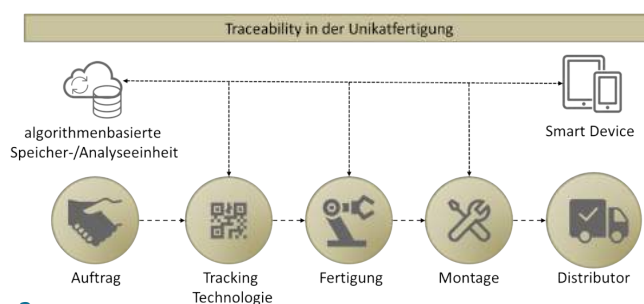 Traceability in der Unikatfertigung
algorithmenbasierte
Speicher-/Analyseeinheit
Smart Device
Auftrag
Tracking
Technologie
Fertigung
Montage
Distributor